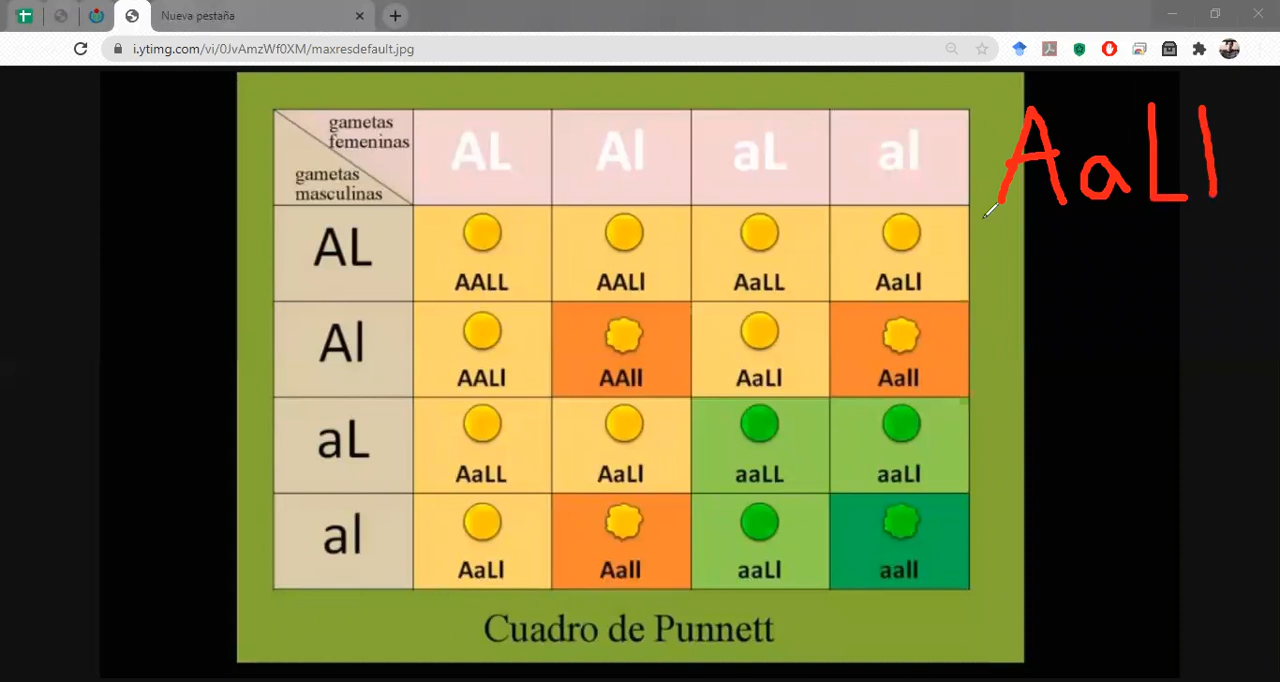 Nueva pestaña
i.ytimg.com/vi/0JvAmzWf0XM/maxresdefault.jpg
gametas
femeninas
gametas
masculinas
AL Al aL al
AaLl
AL
AALL AALl AaLL AaLl
Al
AALl AAll AaLl Aall
aL
AaLL AaLl aaLL aaLl
al
AaLl Aall aaLl aall
Cuadro de Punnett